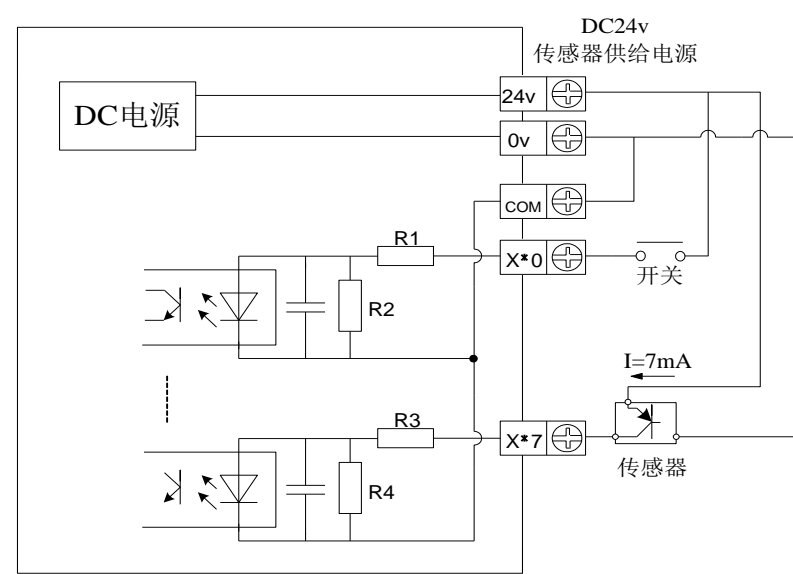 DC24v
传感器供给电源
DC电源
24v
0v
COM
R1
X*0
开关
R2
I=7mA
R3
X*7
传感器
R4